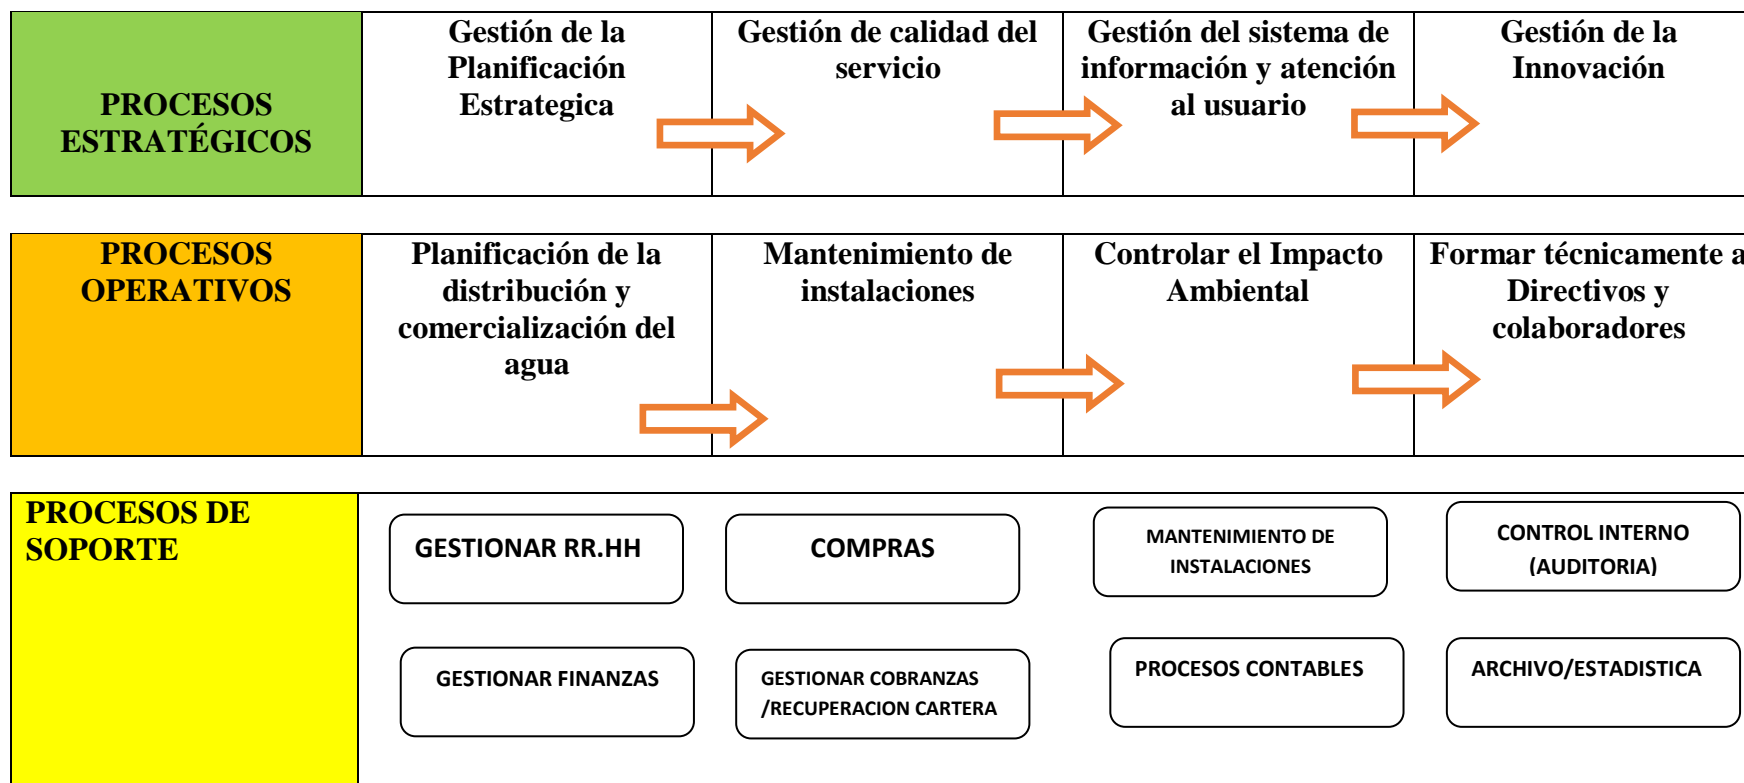 PROCESOS
ESTRATÉGICOS
Gestión de la
Planificación
Estrategica
Gestión de calidad del
servicio
Gestión del sistema de
información y atención
al usuario
Gestión de la
Innovación
PROCESOS
OPERATIVOS
Planificación de la
distribución y
comercialización del
agua
Mantenimiento de
instalaciones
Controlar el Impacto
Ambiental
Formar técnicamente a
Directivos y
colaboradores
PROCESOS DE
SOPORTE
GESTIONAR RR.HH
COMPRAS
MANTENIMIENTO DE
INSTALACIONES
CONTROL INTERNO
(AUDITORIA)
GESTIONAR FINANZAS
GESTIONAR COBRANZAS
/RECUPERACION CARTERA
PROCESOS CONTABLES
ARCHIVO/ESTADISTICA